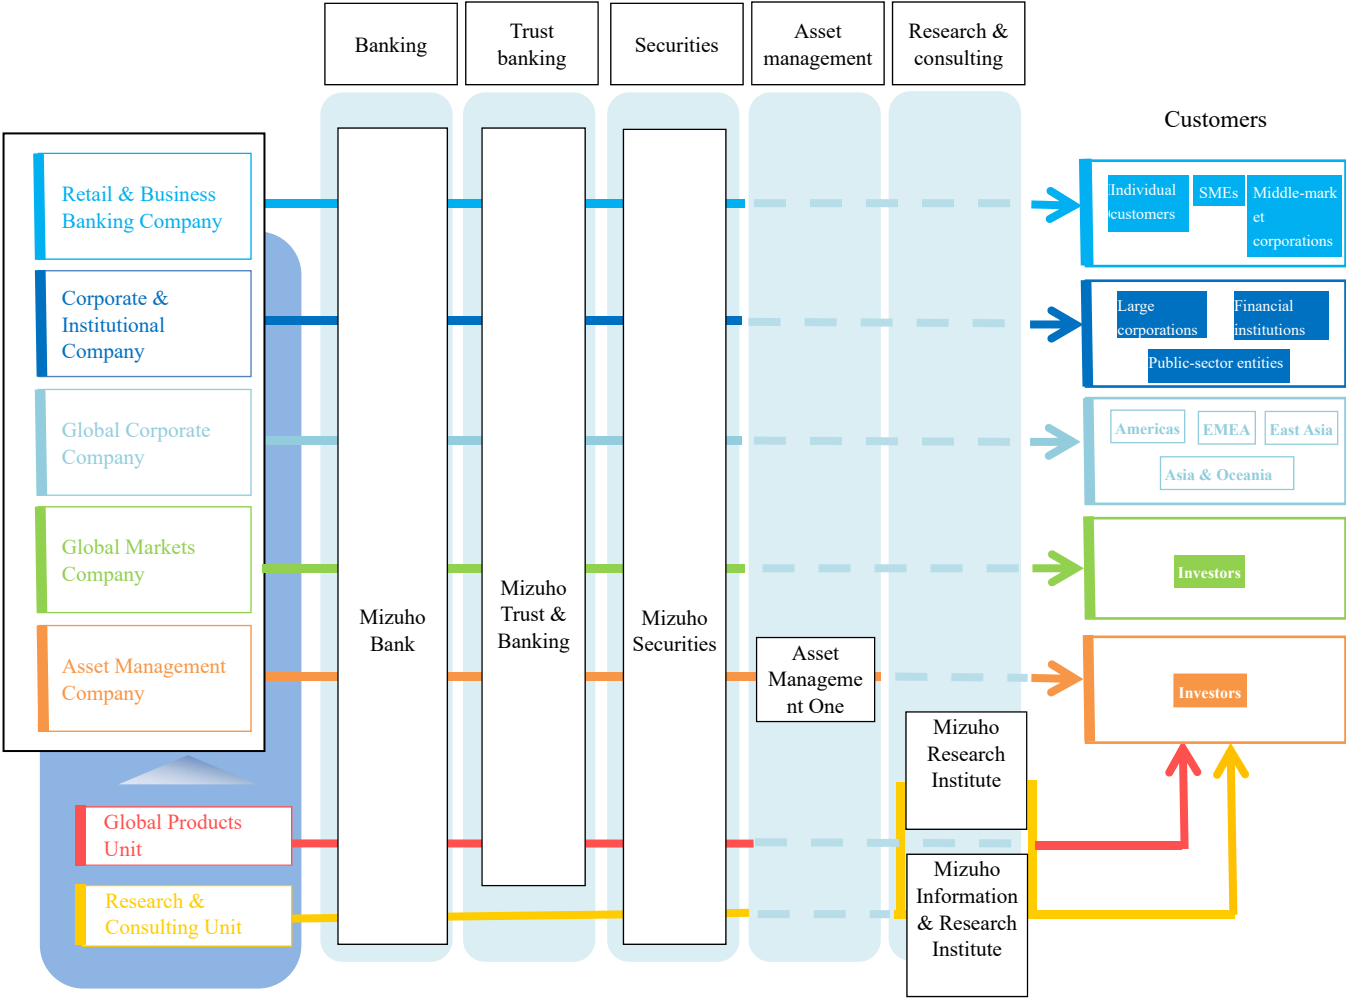 Banking
Trust
banking
Securities
Asset
management
Research &
consulting
Customers
Retail & Business
Banking Company
Corporate &
Institutional
Company
Global Corporate
Company
Global Markets
Company
Asset Management
Company
Global Products
Unit
Research &
Consulting Unit
Mizuho
Bank
Mizuho
Trust &
Banking
Mizuho
Securities
Asset
Manageme
nt One
Mizuho
Research
Institute
Mizuho
Information
& Research
Institute
Individual
customers
SMEs
Middle-mark
et
corporations
Large
corporations
Financial
institutions
Public-sector entities
Americas
EMEA
East Asia
Asia & Oceania
Investors
Investors